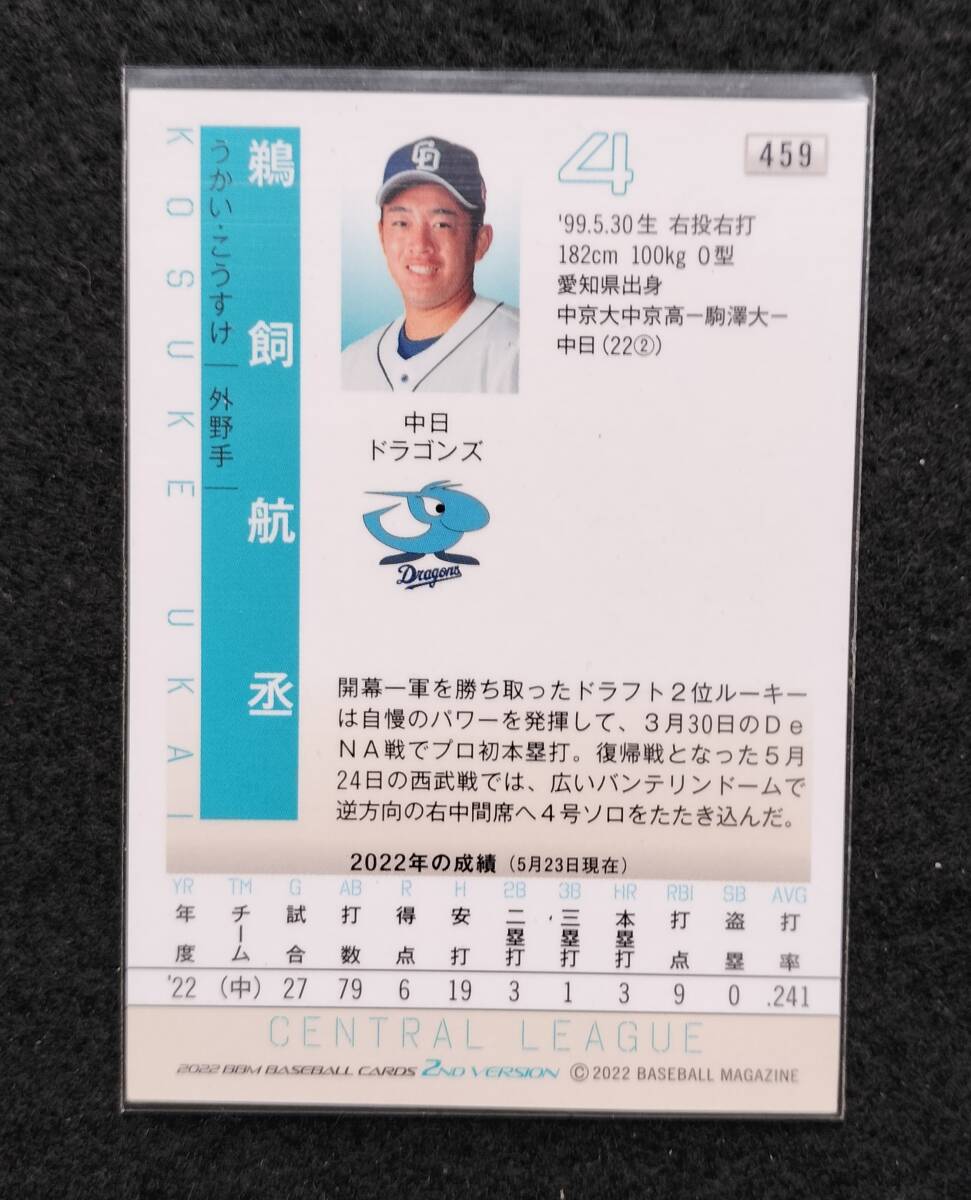 KOSUKE UKAI
うかい・こうすけ｜外野手｜
鵜飼航丞
CD
4
459
'99.5.30生 右投右打
182cm 100kg O型
愛知県出身
中京大中京高ー駒澤大ー
中日(22②)
中日
ドラゴンズ
Dragons
開幕一軍を勝ち取ったドラフト２位ルーキー
は自慢のパワーを発揮して、３月30日のＤｅ
ＮＡ戦でプロ初本塁打。復帰戦となった５月
24日の西武戦では、広いバンテリンドームで
逆方向の右中間席へ４号ソロをたたき込んだ。
2022年の成績（5月23日現在）
YR TM G AB R H 2B 3B HR RBI SB AVG
年度 チーム 試合 打数 得点 安打 二塁打 三塁打 本塁打 打点 盗塁 打率
'22 (中) 27 79 6 19 3 1 3 9 0 .241
CENTRAL LEAGUE
2022 BBM BASEBALL CARDS 2ND VERSION © 2022 BASEBALL MAGAZINE